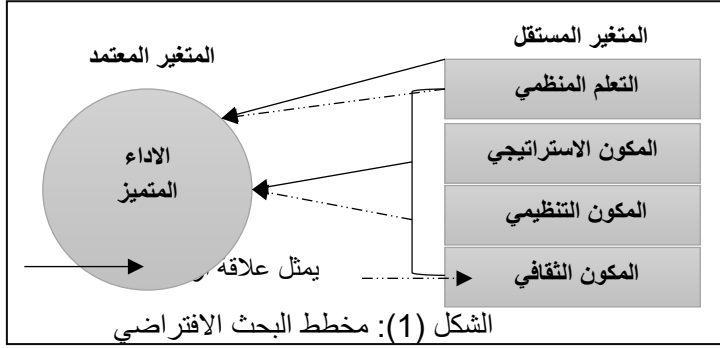 المتغير المستقل
المتغير المعتمد
التعلم المنظمي
المكون الاستراتيجي
المكون التنظيمي
المكون الثقافي
الاداء
المتميز
يمثل علاقة
الشكل (1): مخطط البحث الافتراضي